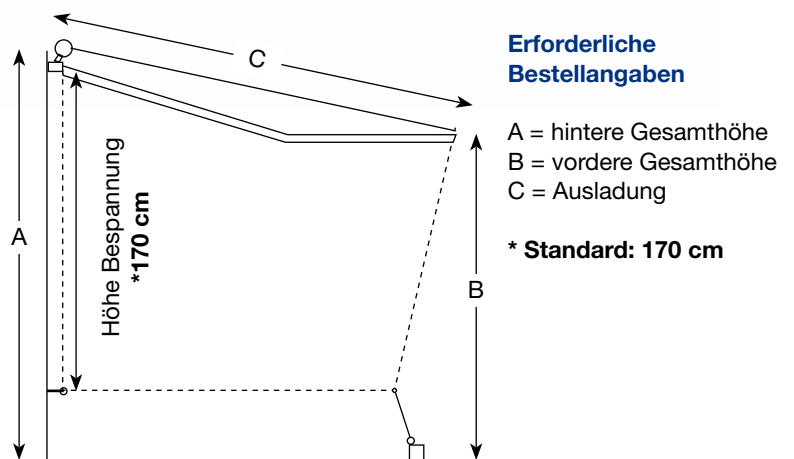 C
Erforderliche
Bestellangaben
A = hintere Gesamthöhe
B = vordere Gesamthöhe
C = Ausladung
* Standard: 170 cm
A
Höhe Bespannung
*170 cm
B